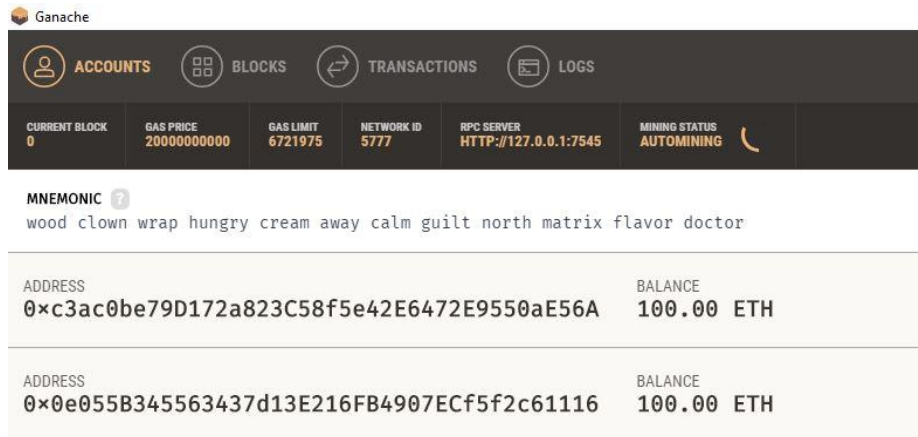 Ganache
ACCOUNTS BLOCKS TRANSACTIONS LOGS
CURRENT BLOCK GAS PRICE GAS LIMIT NETWORK ID RPC SERVER MINING STATUS
0 20000000000 6721975 5777 HTTP://127.0.0.1:7545 AUTOMINING
MNEMONIC ?
wood clown wrap hungry cream away calm guilt north matrix flavor doctor
ADDRESS BALANCE
0×c3ac0be79D172a823C58f5e42E6472E9550aE56A 100.00 ETH
ADDRESS BALANCE
0×0e055B345563437d13E216FB4907ECf5f2c61116 100.00 ETH